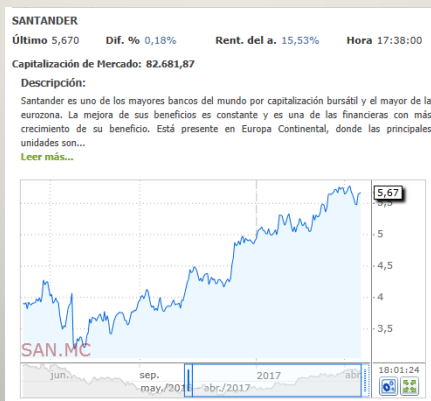 SANTANDER
Último 5,670 Dif. % 0,18% Rent. del a. 15,53% Hora 17:38:00
Capitalización de Mercado: 82.681,87
Descripción:
Santander es uno de los mayores bancos del mundo por capitalización bursátil y el mayor de la
eurozona. La mejora de sus beneficios es constante y es una de las financieras con más
crecimiento de su beneficio. Está presente en Europa Continental, donde las principales
unidades son...
Leer más...
5,67
5,5
5
4,5
4
3,5
SAN.MC
jun. sep. 2017 abr.
may./2016 abr./2017
18:01:24